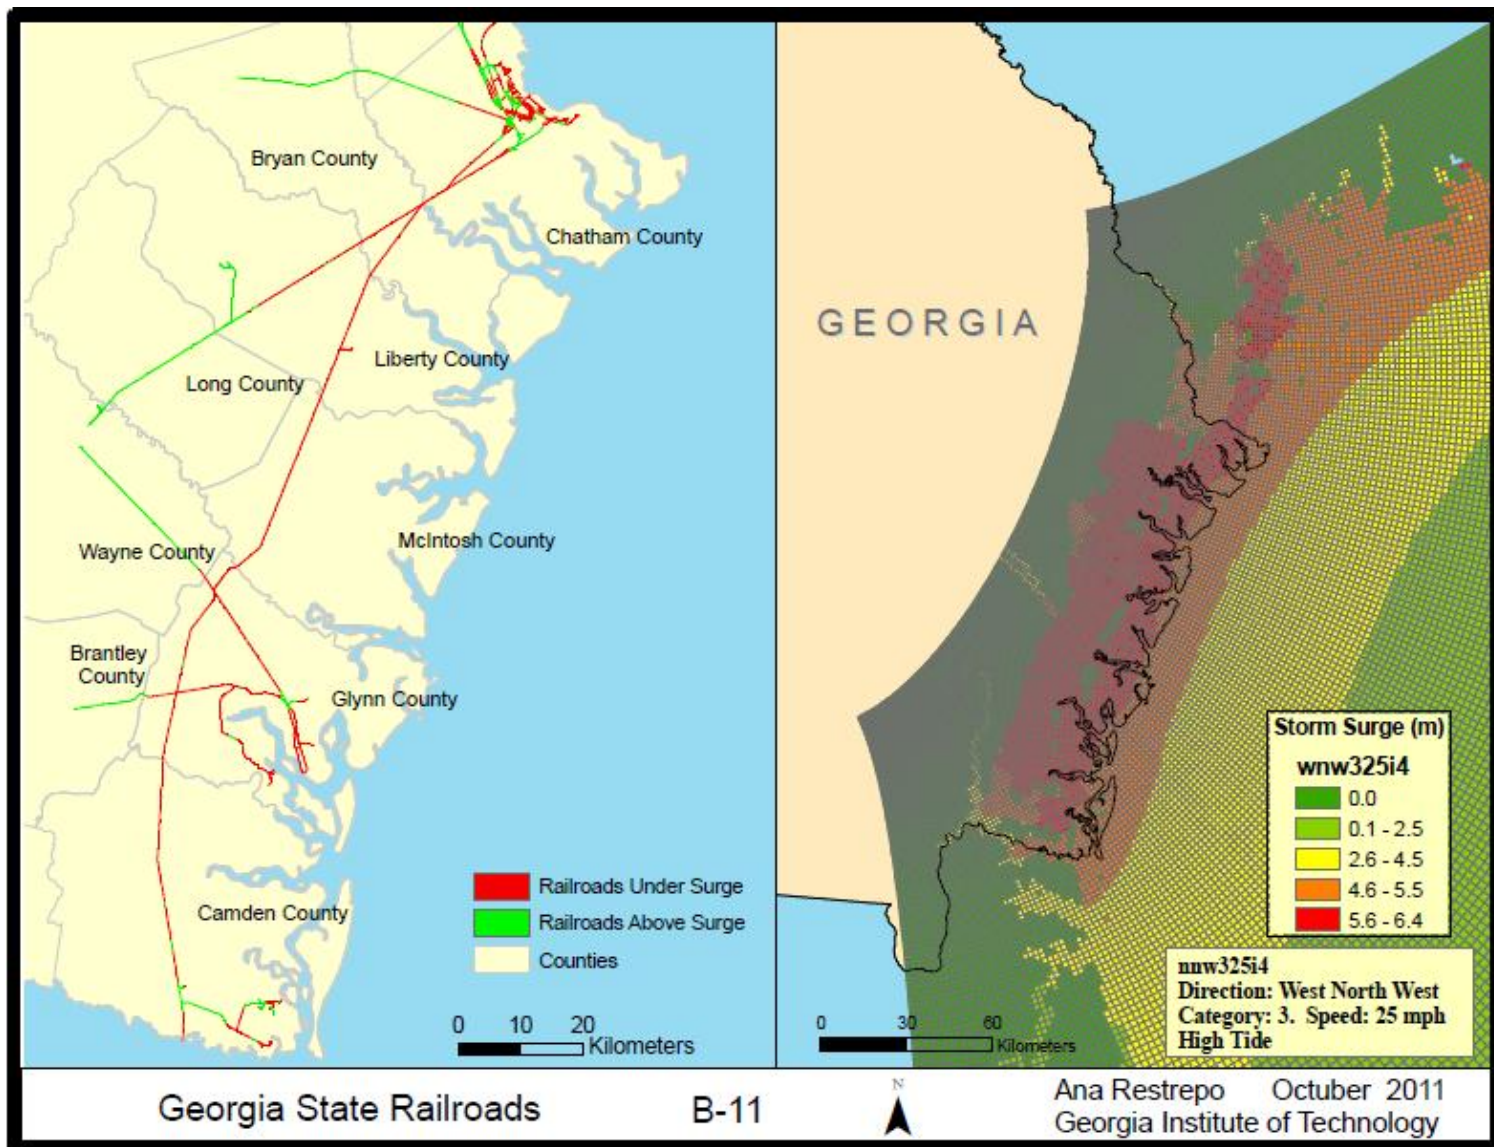 Bryan County
Chatham County
Liberty County
Long County
McIntosh County
Wayne County
Brantley
County
Glynn County
Camden County
Railroads Under Surge
Railroads Above Surge
Counties
0 10 20
Kilometers
GEORGIA
Storm Surge (m)
wnw325i4
0.0
0.1 - 2.5
2.6 - 4.5
4.6 - 5.5
5.6 - 6.4
nnw325i4
Direction: West North West
Category: 3. Speed: 25 mph
High Tide
0 30 60
Kilometers
Georgia State Railroads
B-11
N
Ana Restrepo Octuber 2011
Georgia Institute of Technology